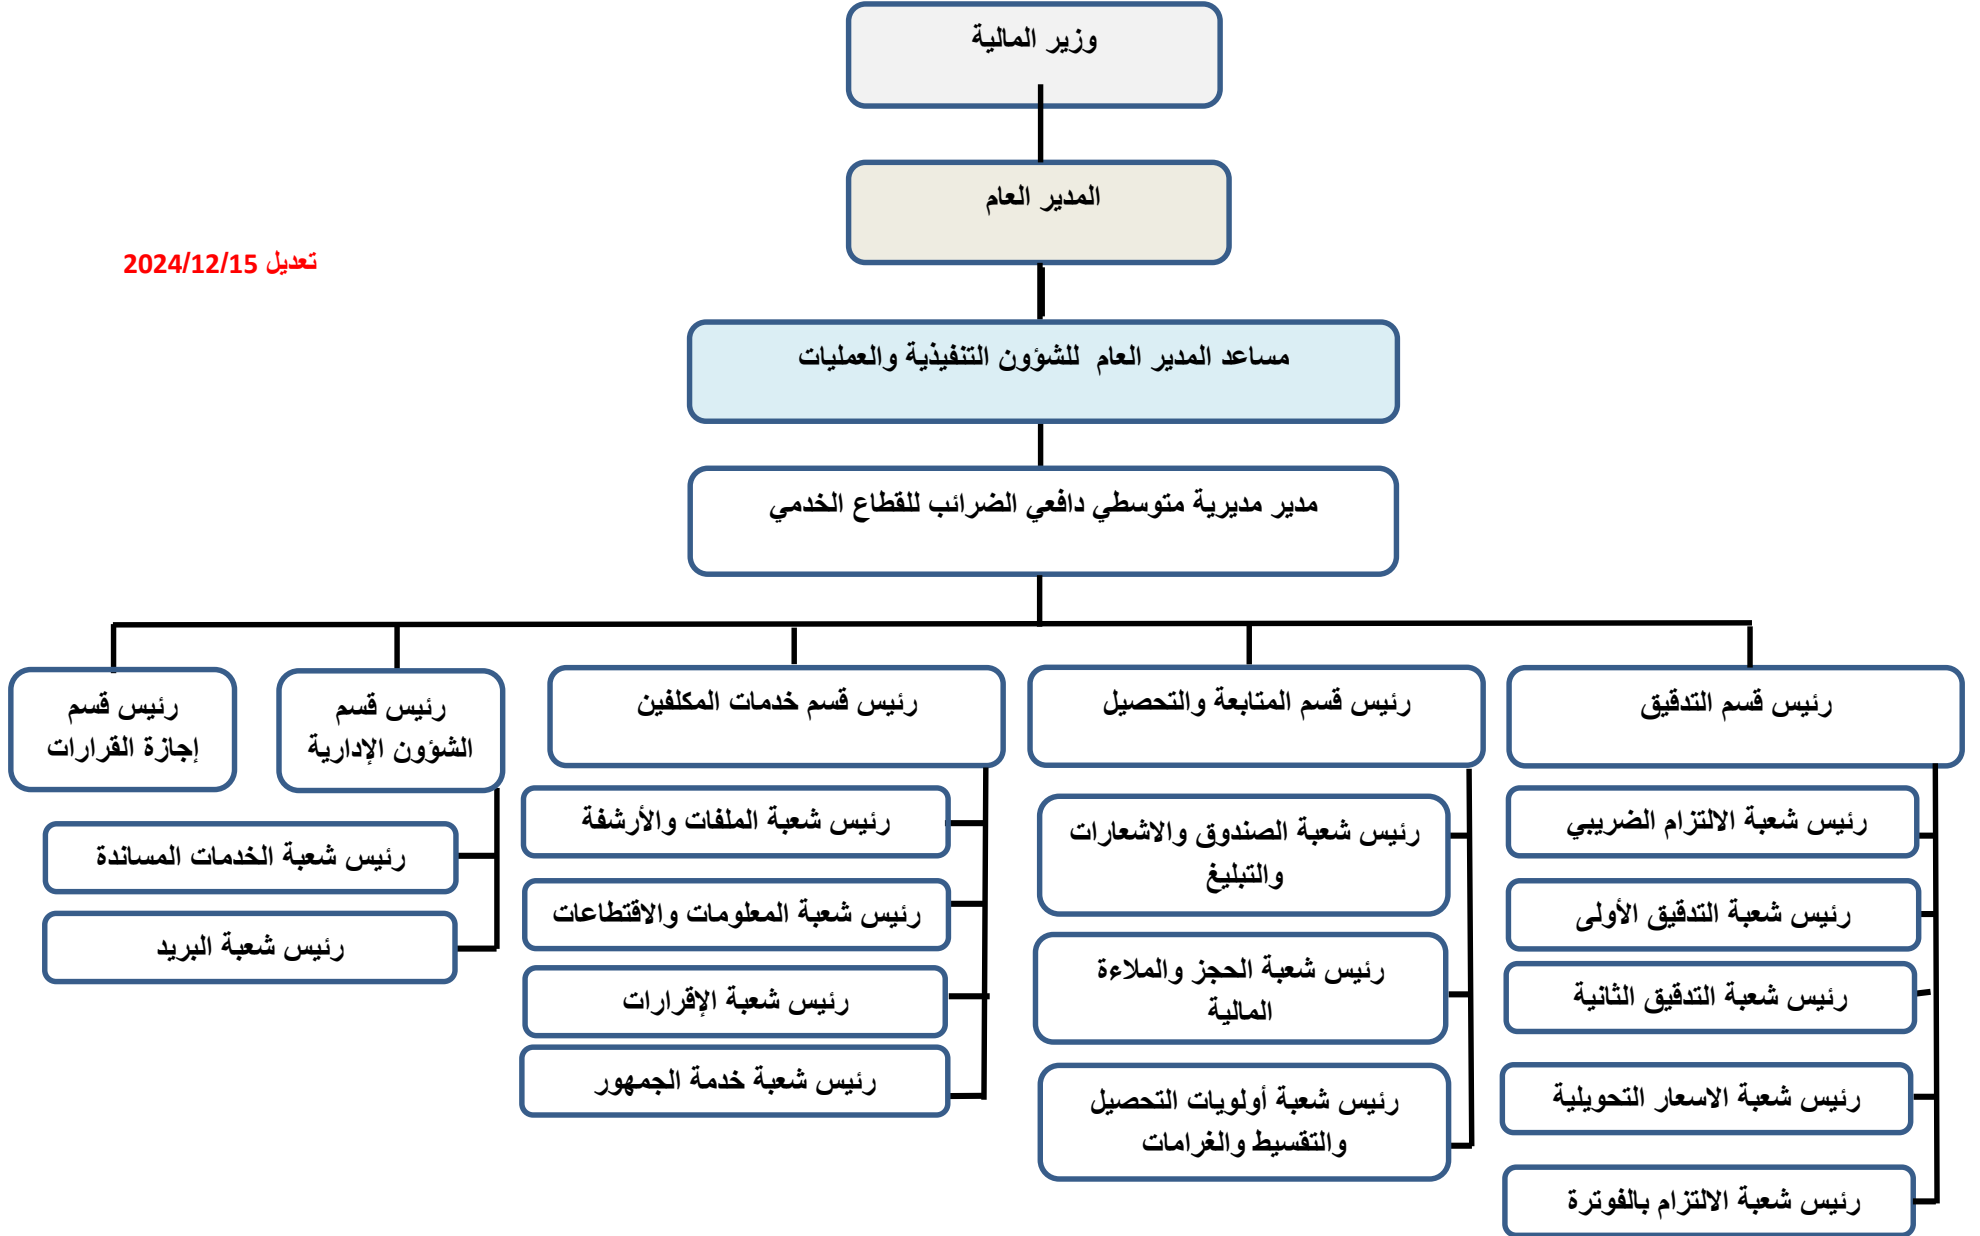 وزير المالية
المدير العام
تعديل 2024/12/15
مساعد المدير العام للشؤون التنفيذية والعمليات
مدير مديرية متوسطي دافعي الضرائب للقطاع الخدمي
رئيس قسم التدقيق
رئيس شعبة الالتزام الضريبي
رئيس شعبة التدقيق الأولى
رئيس شعبة التدقيق الثانية
رئيس شعبة الاسعار التحويلية
رئيس شعبة الالتزام بالفوترة
رئيس قسم المتابعة والتحصيل
رئيس شعبة الصندوق والاشعارات
والتبليغ
رئيس شعبة الحجز والملاءة
المالية
رئيس شعبة أولويات التحصيل
والتقسيط والغرامات
رئيس قسم خدمات المكلفين
رئيس شعبة الملفات والأرشفة
رئيس شعبة المعلومات والاقتطاعات
رئيس شعبة الإقرارات
رئيس شعبة خدمة الجمهور
رئيس قسم
الشؤون الإدارية
رئيس شعبة الخدمات المساندة
رئيس شعبة البريد
رئيس قسم
إجازة القرارات